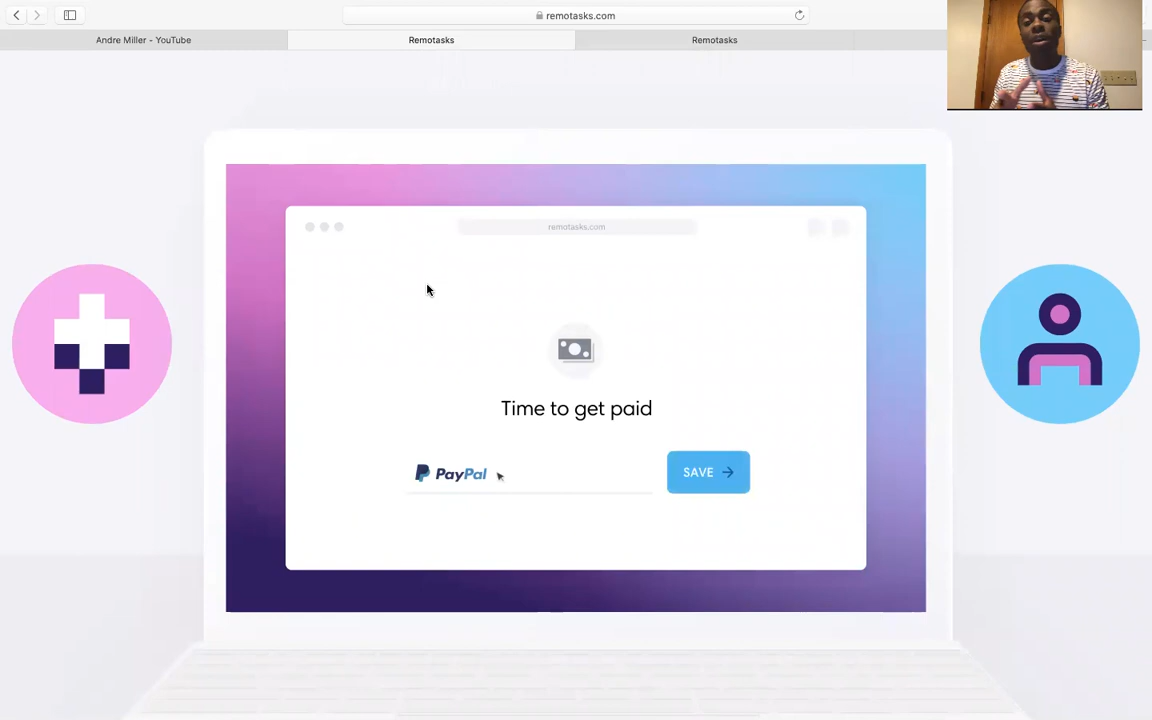 remotasks.com
Andre Miller - YouTube
Remotasks
Remotasks
remotasks.com
Time to get paid
PayPal
SAVE